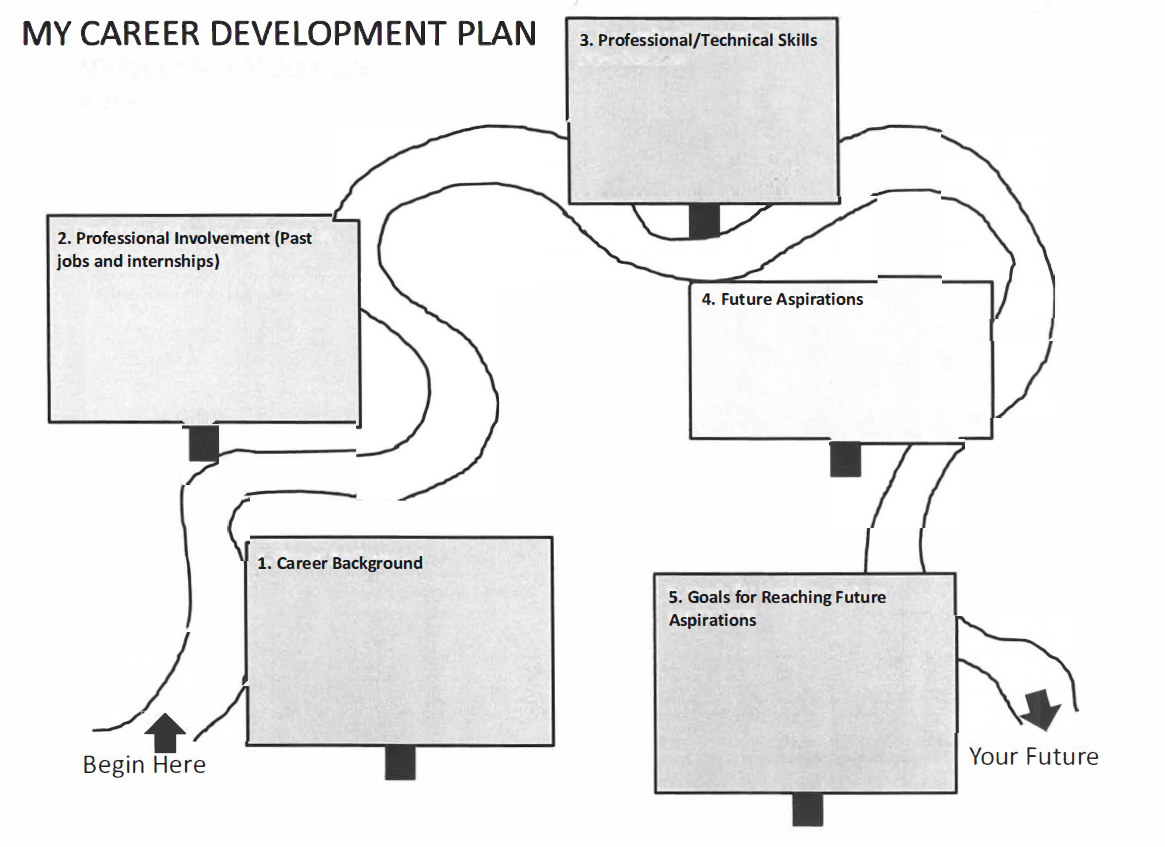 MY CAREER DEVELOPMENT PLAN
3. Professional/Technical Skills
2. Professional Involvement (Past
jobs and internships)
4. Future Aspirations
1. Career Background
5. Goals for Reaching Future
Aspirations
Begin Here
Your Future